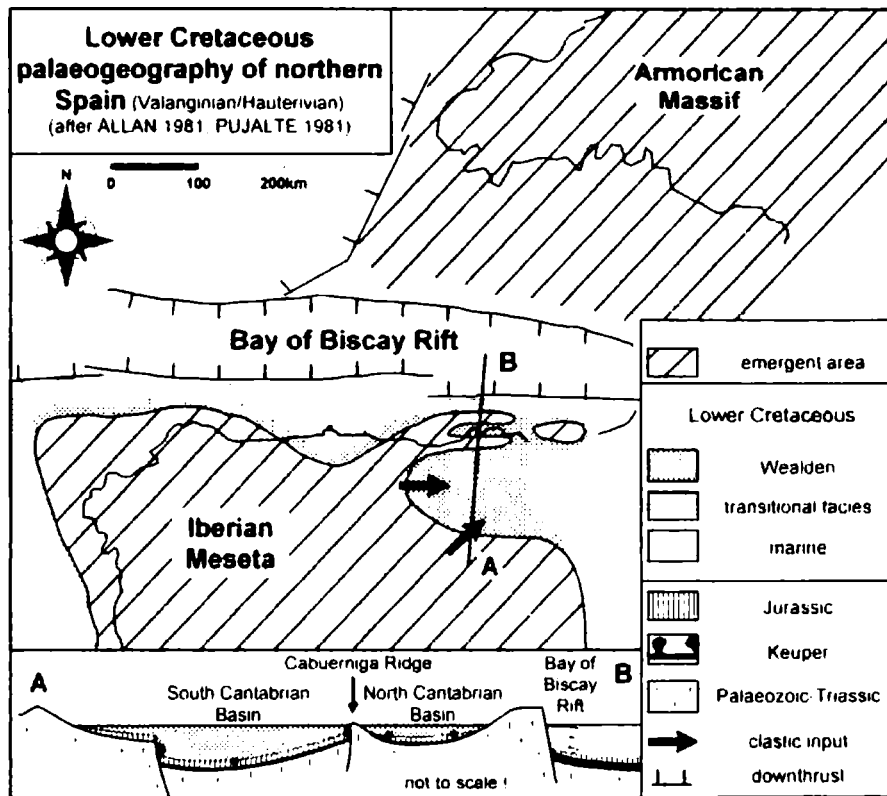 Lower Cretaceous
palaeogeography of northern
Spain (Valanginian/Hauterivian)
(after ALLAN 1981, PUJALTE 1981)
N
0 100 200km
Armorican
Massif
Bay of Biscay Rift
B
Iberian
Meseta
A
emergent area
Lower Cretaceous
Wealden
transitional facies
marine
Jurassic
Keuper
Palaeozoic-Triassic
clastic input
downthrust
Cabuerniga Ridge
A
South Cantabrian
Basin
North Cantabrian
Basin
Bay of
Biscay
Rift
B
not to scale !